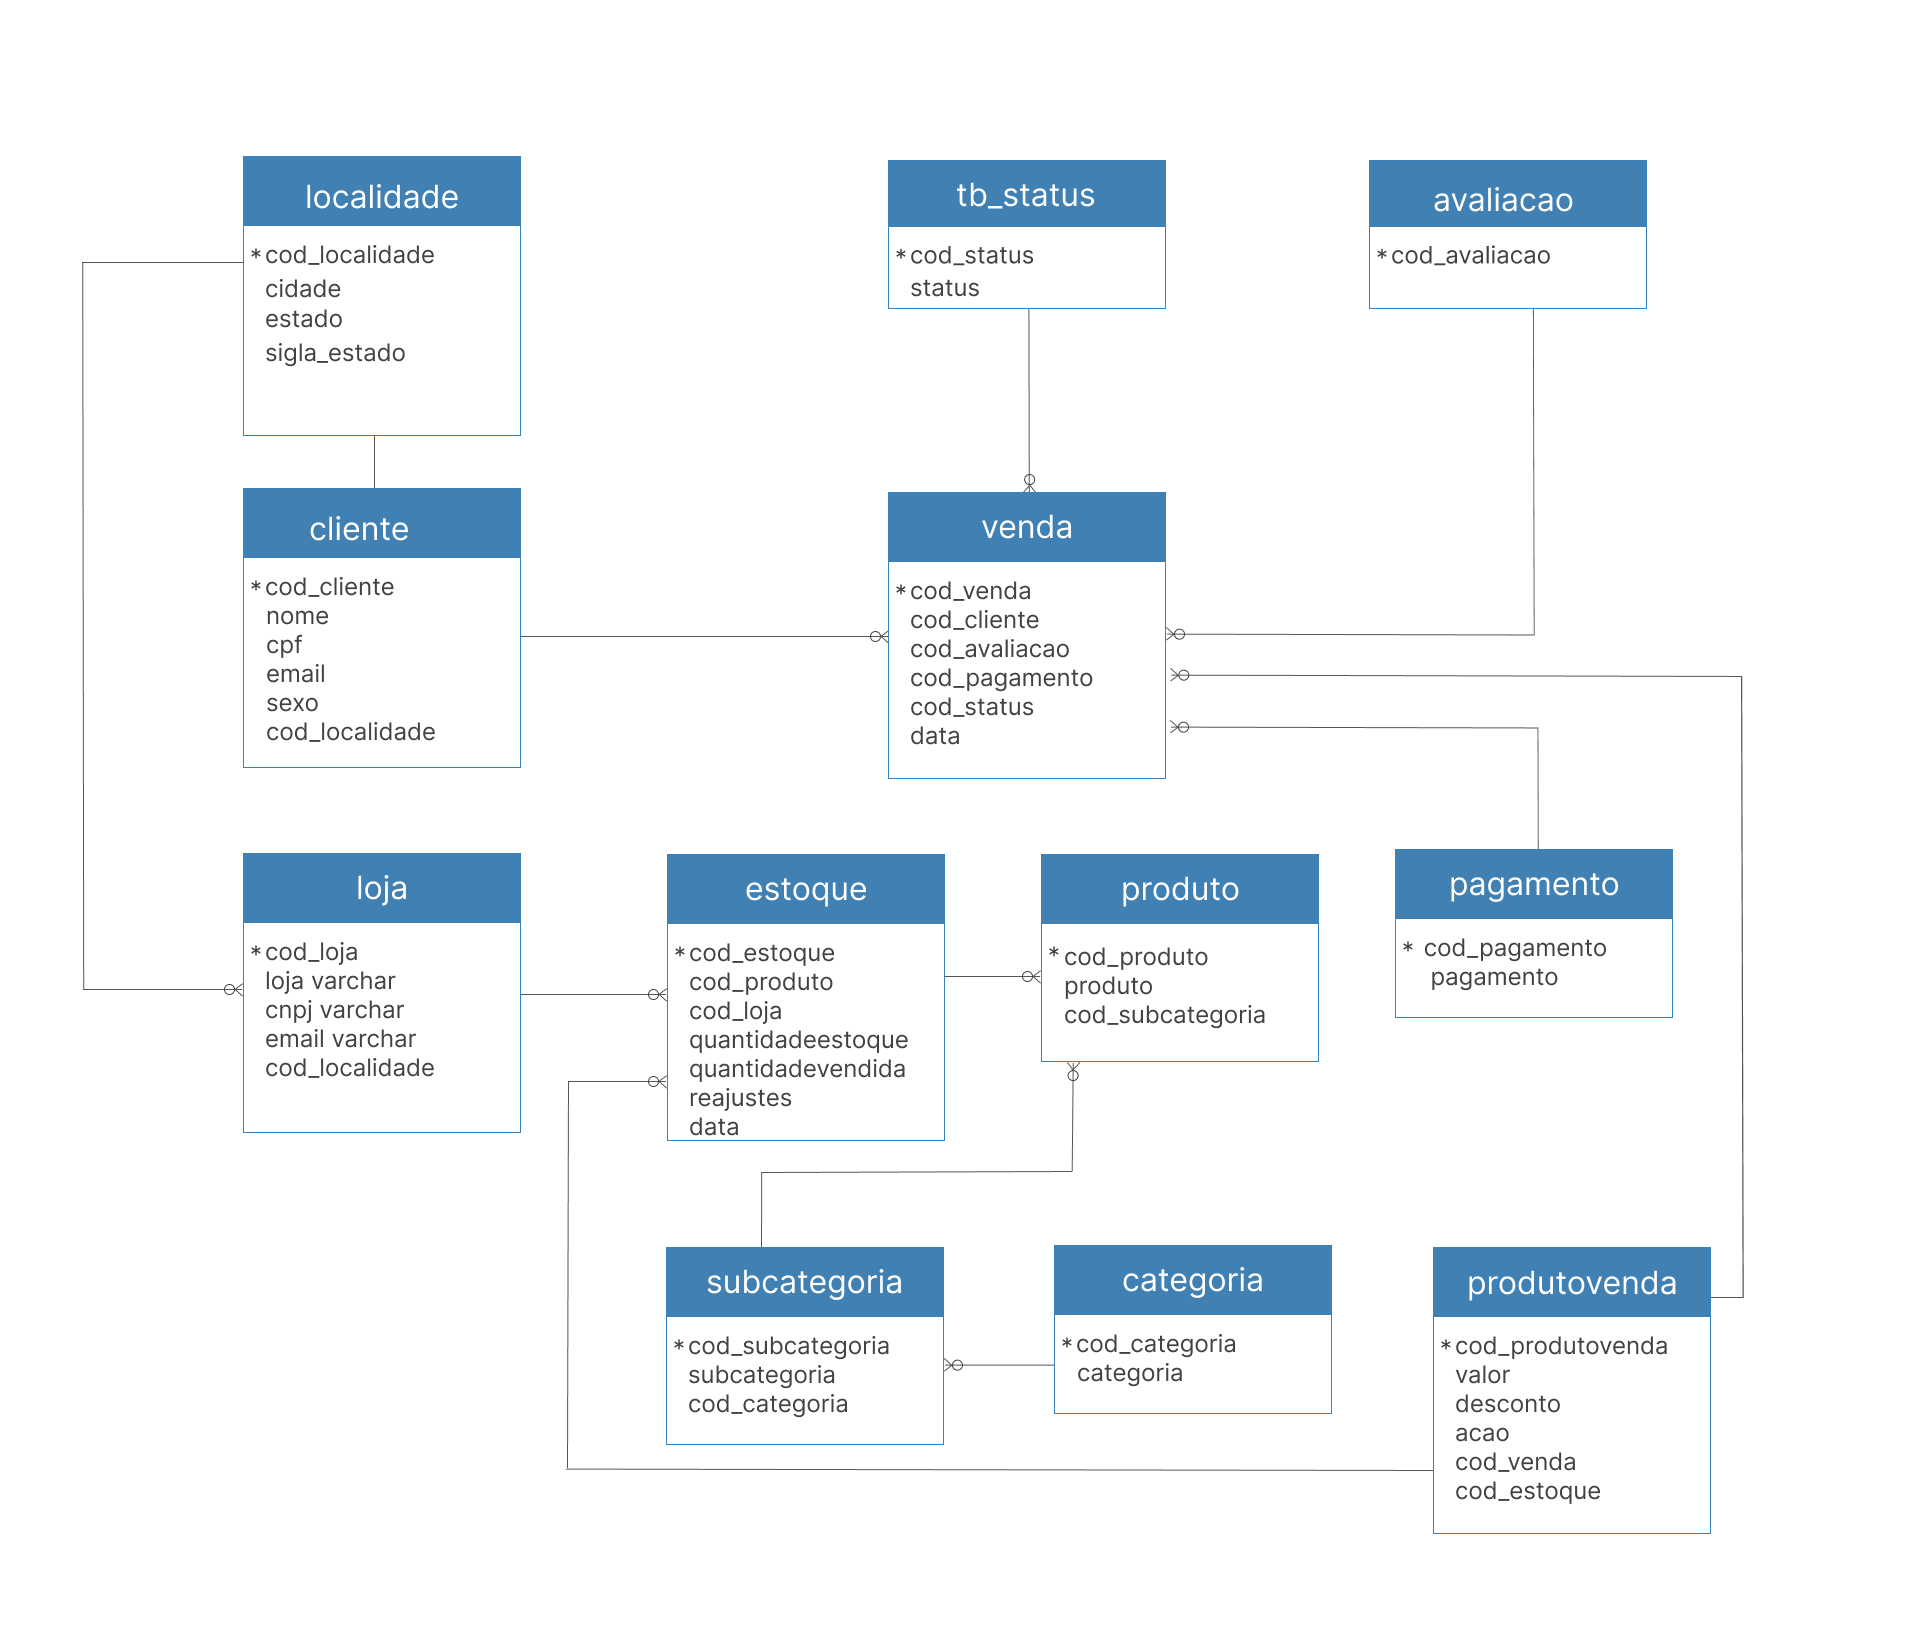 localidade
*cod_localidade
cidade
estado
sigla_estado
tb_status
*cod_status
status
avaliacao
*cod_avaliacao
cliente
*cod_cliente
nome
cpf
email
sexo
cod_localidade
venda
*cod_venda
cod_cliente
cod_avaliacao
cod_pagamento
cod_status
data
loja
*cod_loja
loja varchar
cnpj varchar
email varchar
cod_localidade
estoque
*cod_estoque
cod_produto
cod_loja
quantidadeestoque
quantidadevendida
reajustes
data
produto
*cod_produto
produto
cod_subcategoria
pagamento
* cod_pagamento
pagamento
subcategoria
*cod_subcategoria
subcategoria
cod_categoria
categoria
*cod_categoria
categoria
produtovenda
*cod_produtovenda
valor
desconto
acao
cod_venda
cod_estoque